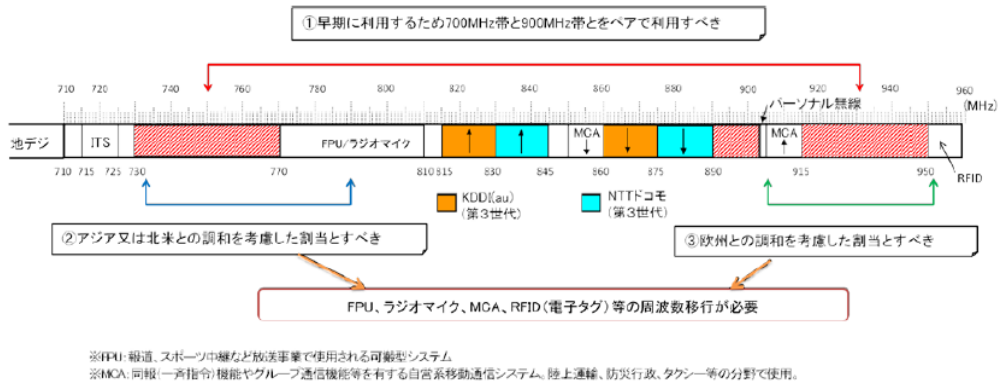 ①早期に利用するため700MHz帯と900MHz帯とをペアで利用すべき
710 720 740 760 780 800 820 840 860 880 900 920 940 960
(MHz)
パーソナル無線
地デジ ITS FPU/ラジオマイク MCA MCA
RFID
710 715 725 730 770 810 815 830 845 860 875 890 915 950
KDDI(au)
(第3世代)
NTTドコモ
(第3世代)
②アジア又は北米との調和を考慮した割当とすべき
③欧州との調和を考慮した割当とすべき
FPU、ラジオマイク、MCA、RFID(電子タグ)等の周波数移行が必要
※FPU:報道、スポーツ中継など放送事業で使用される可搬型システム
※MCA:同報(一斉指令)機能やグループ通信機能等を有する自営系移動通信システム。陸上運輸、防災行政、タクシー等の分野で使用。